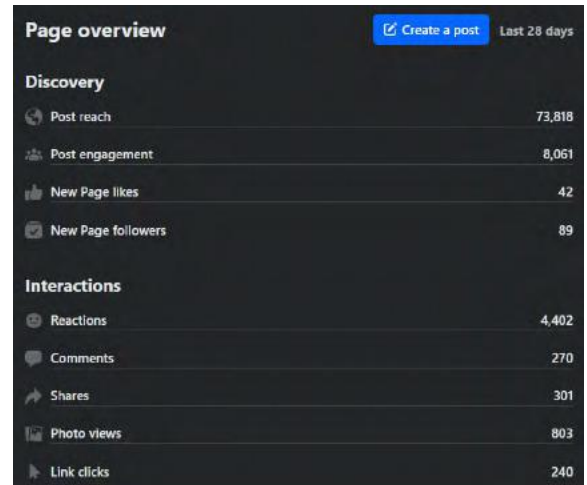 Page overview Create a post Last 28 days
Discovery
Post reach 73,818
Post engagement 8,061
New Page likes 42
New Page followers 89
Interactions
Reactions 4,402
Comments 270
Shares 301
Photo views 803
Link clicks 240